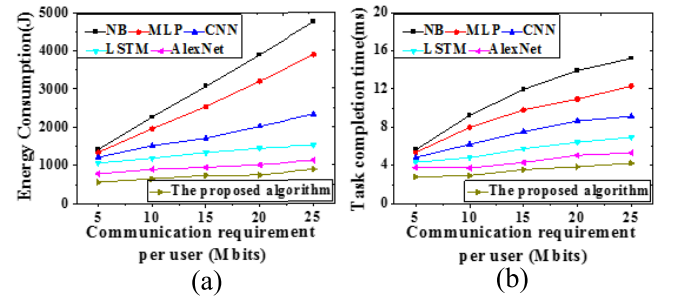 Energy Consumption(J)
5000
4000
3000
2000
1000
0
NB MLP CNN
LSTM AlexNet
The proposed algorithm
5 10 15 20 25
Communication requirement
per user (Mbits)
(a)
Task completion time(ms)
20
16
12
8
4
0
NB MLP CNN
LSTM AlexNet
The proposed algorithm
5 10 15 20 25
Communication requirement
per user (Mbits)
(b)